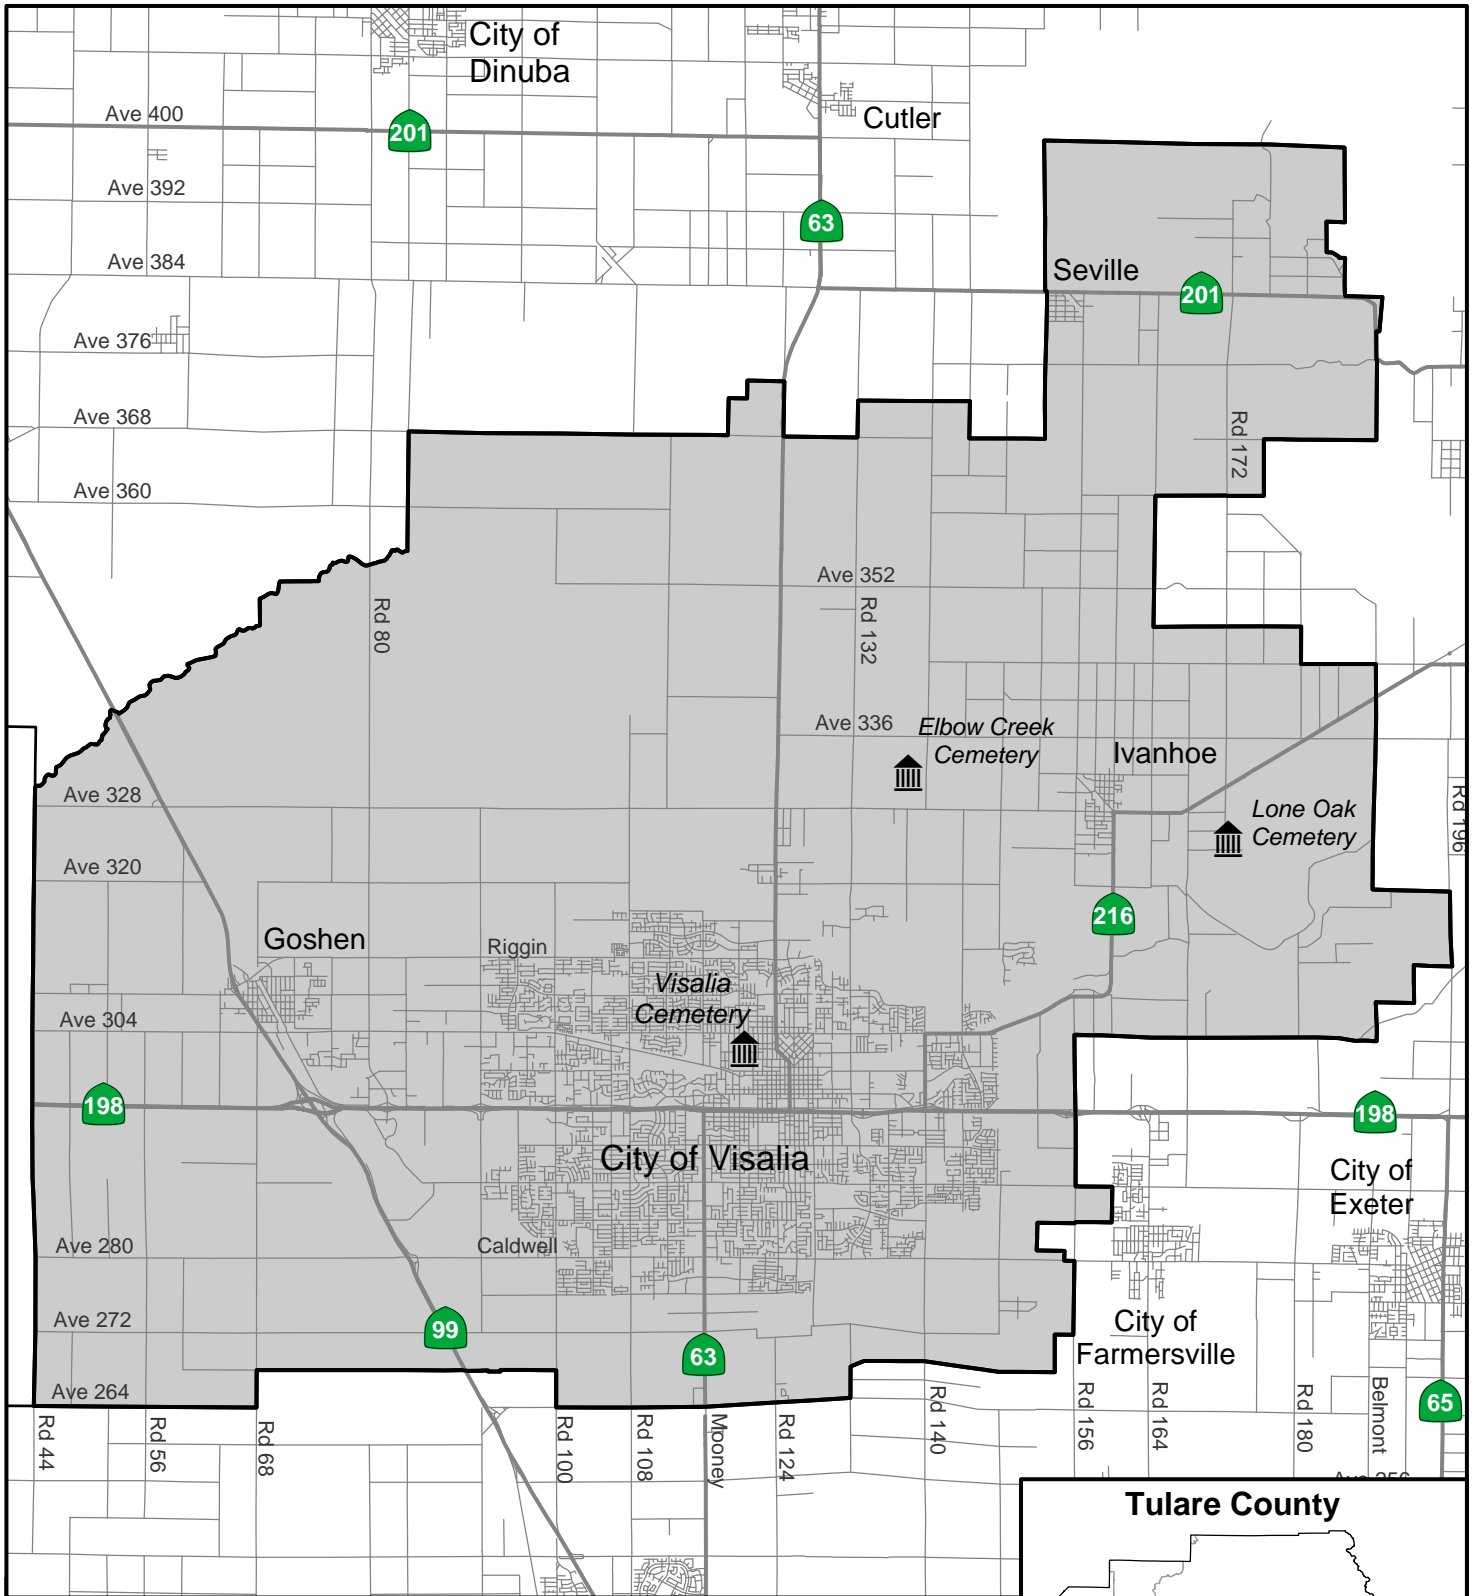 City of
Dinuba
Ave 400
201
Cutler
Ave 392
63
Ave 384
Seville
201
Ave 376
Ave 368
Rd 172
Ave 360
Ave 352
Rd 80
Rd 132
Ave 336
Elbow Creek
Cemetery
Ivanhoe
Ave 328
Lone Oak
Cemetery
Rd 196
Ave 320
216
Goshen
Riggin
Visalia
Cemetery
Ave 304
198
198
City of Visalia
City of
Exeter
Ave 280
Caldwell
Ave 272
99
63
City of
Farmersville
Ave 264
65
Rd 44
Rd 56
Rd 68
Rd 100
Rd 108
Mooney
Rd 124
Rd 140
Rd 156
Rd 164
Rd 180
Belmont
Tulare County